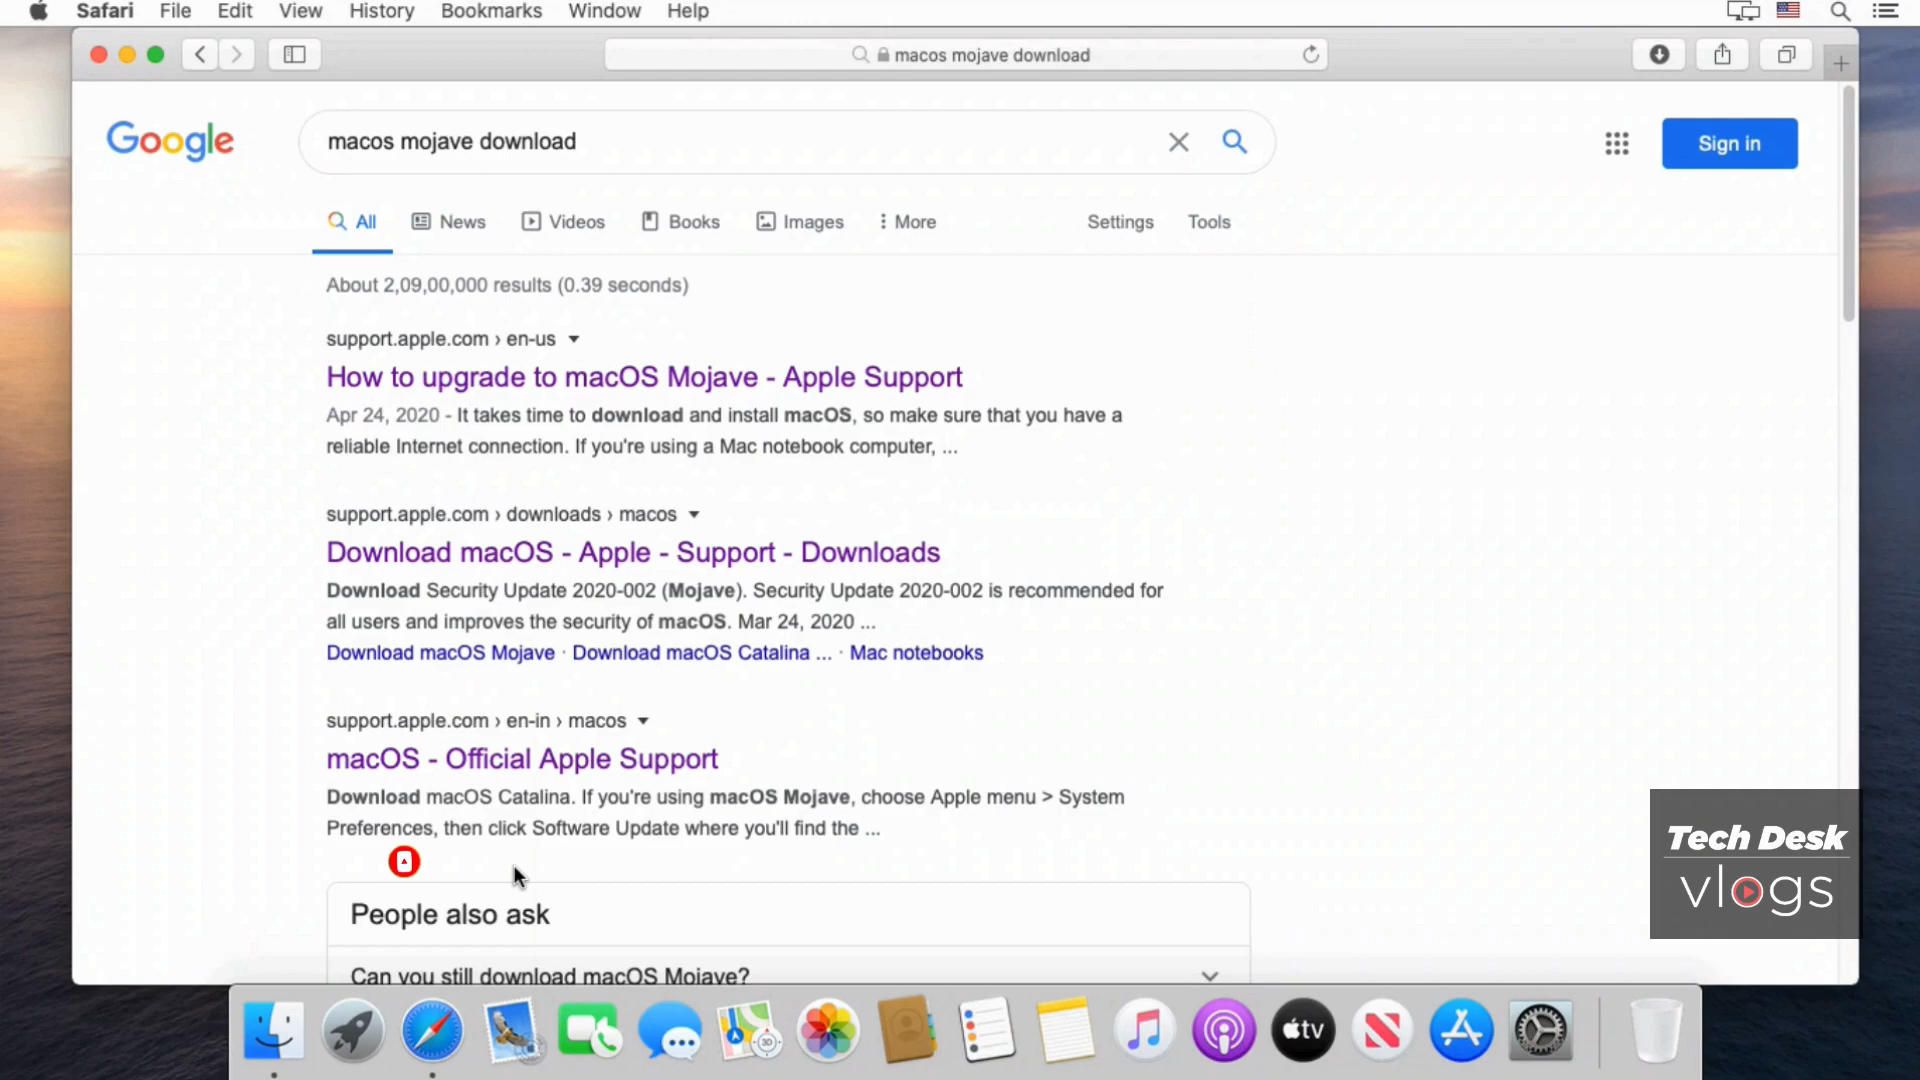 Safari File Edit View History Bookmarks Window Help
macos mojave download
Google
macos mojave download
Sign in
All News Videos Books Images More Settings Tools
About 2,09,00,000 results (0.39 seconds)
support.apple.com › en-us
How to upgrade to macOS Mojave - Apple Support
Apr 24, 2020 - It takes time to download and install macOS, so make sure that you have a
reliable Internet connection. If you're using a Mac notebook computer, ...
support.apple.com › downloads › macos
Download macOS - Apple - Support - Downloads
Download Security Update 2020-002 (Mojave). Security Update 2020-002 is recommended for
all users and improves the security of macOS. Mar 24, 2020 ...
Download macOS Mojave · Download macOS Catalina ... · Mac notebooks
support.apple.com › en-in › macos
macOS - Official Apple Support
Download macOS Catalina. If you're using macOS Mojave, choose Apple menu > System
Preferences, then click Software Update where you'll find the ...
People also ask
Can you still download macOS Mojave?
Tech Desk
vlogs
3D
tv